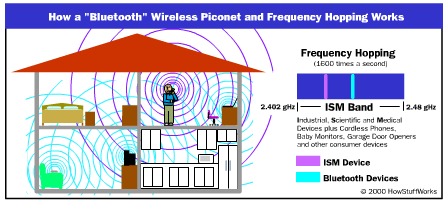 How a "Bluetooth" Wireless Piconet and Frequency Hopping Works
Frequency Hopping
(1600 times a second)
2.402 gHz
ISM Band
2.48 gHz
Industrial, Scientific and Medical
Devices plus Cordless Phones,
Baby Monitors, Garage Door Openers
and other consumer devices
ISM Device
Bluetooth Devices
© 2000 HowStuffWorks